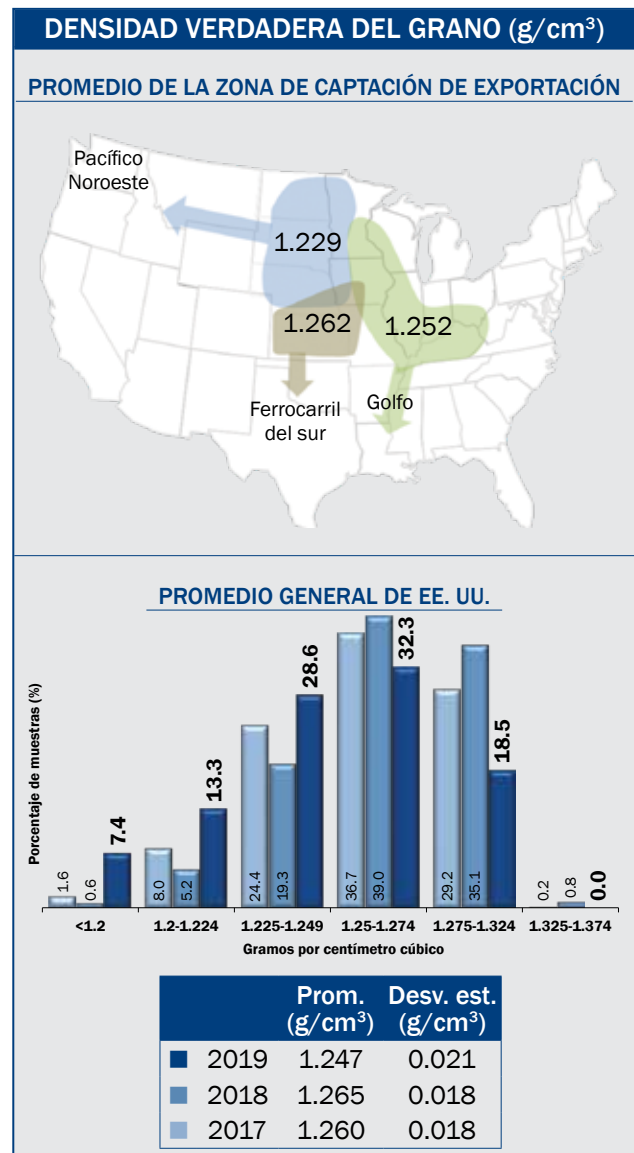 DENSIDAD VERDADERA DEL GRANO (g/cm³)
PROMEDIO DE LA ZONA DE CAPTACIÓN DE EXPORTACIÓN
Pacífico
Noroeste
1.229
1.262
1.252
Ferrocarril
del sur
Golfo
PROMEDIO GENERAL DE EE. UU.
Porcentaje de muestras (%)
1.6
0.6
7.4
8.0
5.2
13.3
24.4
19.3
28.6
36.7
39.0
32.3
29.2
35.1
18.5
0.2
0.8
0.0
<1.2
1.2-1.224
1.225-1.249
1.25-1.274
1.275-1.324
1.325-1.374
Gramos por centímetro cúbico
Prom. Desv. est.
(g/cm³) (g/cm³)
2019 1.247 0.021
2018 1.265 0.018
2017 1.260 0.018